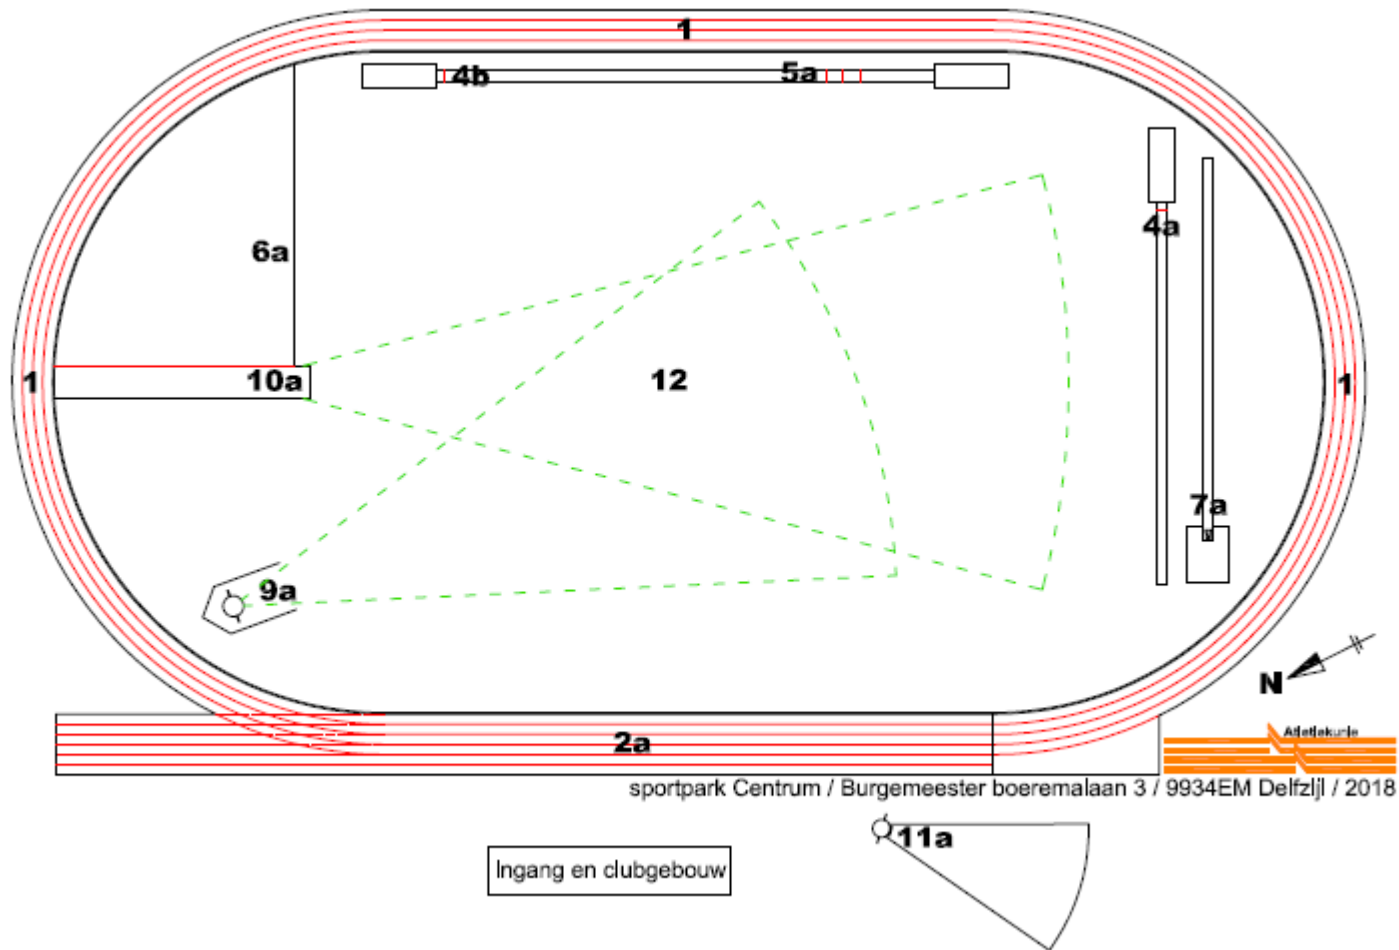 1
4b
5a
4a
6a
10a
12
1
1
7a
9a
N
2a
Atletiekunie
sportpark Centrum / Burgemeester boeremalaan 3 / 9934EM Delfzijl / 2018
11a
Ingang en clubgebouw